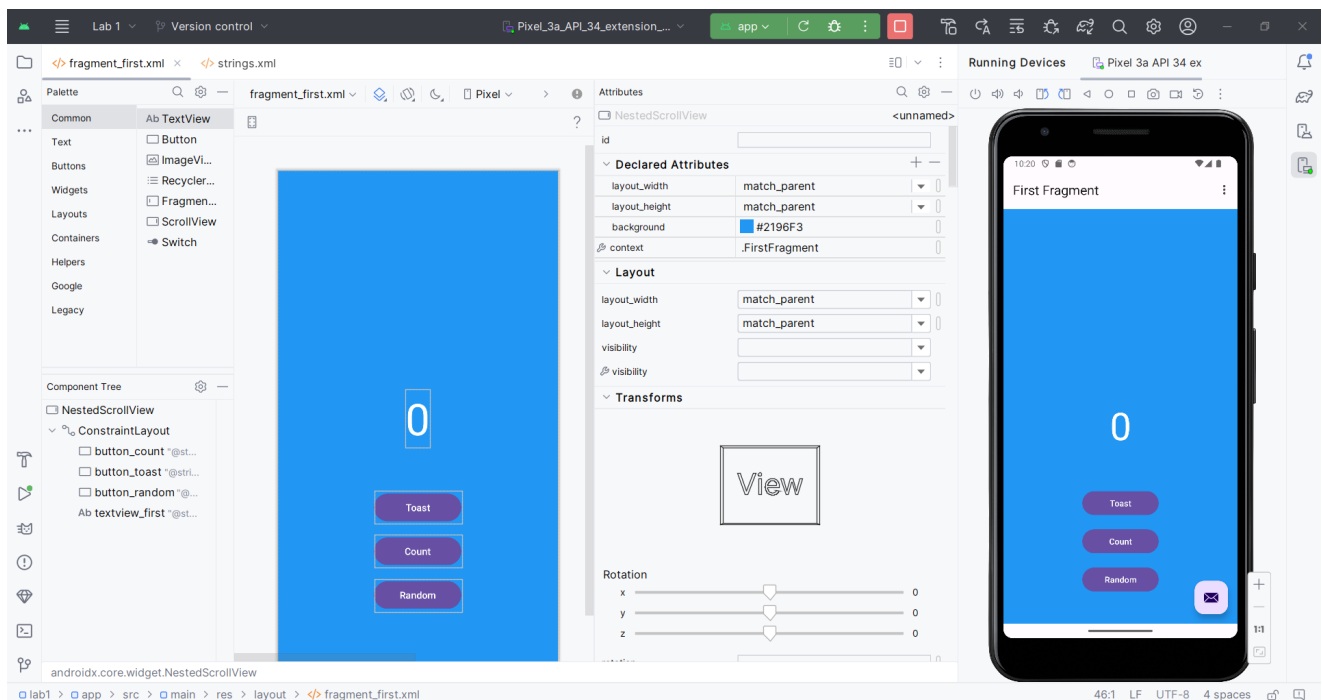 Lab 1
Version control
Pixel_3a_API_34_extension_...
app
fragment_first.xml
strings.xml
Running Devices
Pixel 3a API 34 ex
Palette
Common
Text
Buttons
Widgets
Layouts
Containers
Helpers
Google
Legacy
Ab TextView
Button
ImageVi...
Recycler...
Fragmen...
ScrollView
Switch
fragment_first.xml
Pixel
?
0
Toast
Count
Random
Component Tree
NestedScrollView
ConstraintLayout
button_count "@st...
button_toast "@stri...
button_random "@...
Ab textview_first "@st...
androidx.core.widget.NestedScrollView
Attributes
NestedScrollView <unnamed>
id
Declared Attributes
layout_width match_parent
layout_height match_parent
background #2196F3
context .FirstFragment
Layout
layout_width match_parent
layout_height match_parent
visibility
visibility
Transforms
View
Rotation
x 0
y 0
z 0
10:20
First Fragment
0
Toast
Count
Random
1:1
lab1 > app > src > main > res > layout > fragment_first.xml
46:1 LF UTF-8 4 spaces